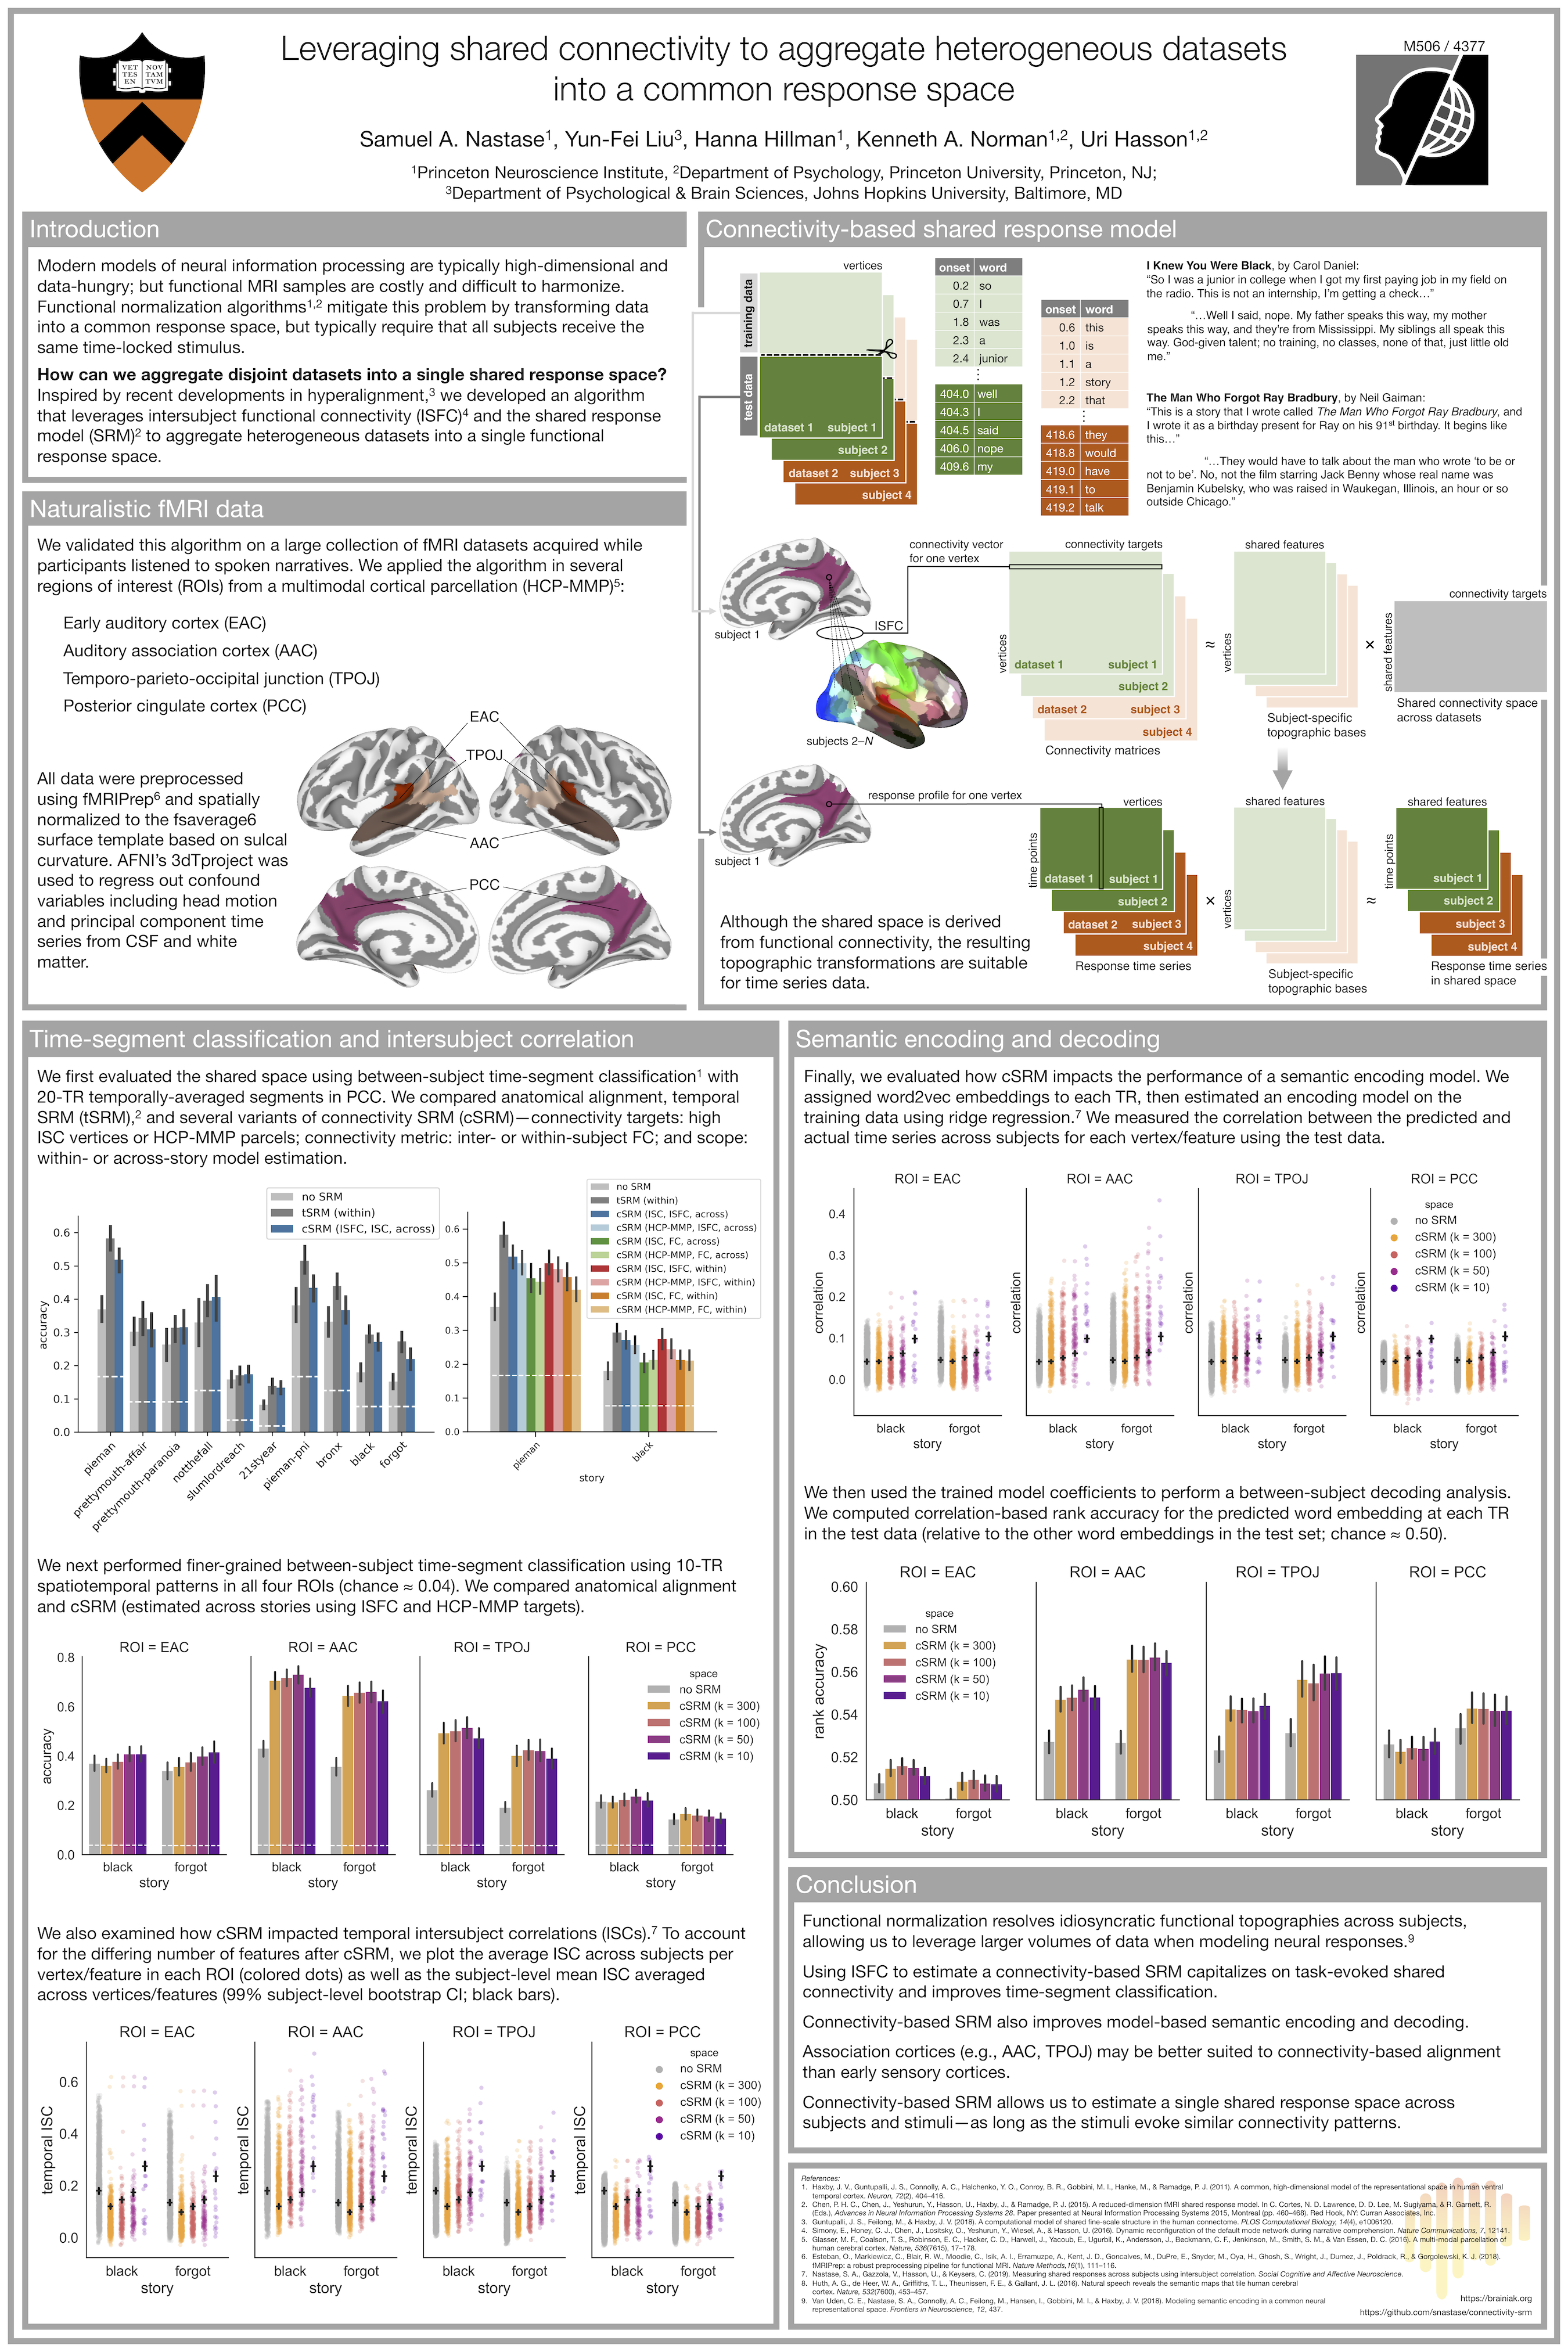 VET NOV
TES TAM
EN TVM
Leveraging shared connectivity to aggregate heterogeneous datasets
into a common response space
M506 / 4377
Samuel A. Nastase1, Yun-Fei Liu3, Hanna Hillman1, Kenneth A. Norman1,2, Uri Hasson1,2
1Princeton Neuroscience Institute, 2Department of Psychology, Princeton University, Princeton, NJ;
3Department of Psychological & Brain Sciences, Johns Hopkins University, Baltimore, MD
Introduction
Modern models of neural information processing are typically high-dimensional and
data-hungry; but functional MRI samples are costly and difficult to harmonize.
Functional normalization algorithms1,2 mitigate this problem by transforming data
into a common response space, but typically require that all subjects receive the
same time-locked stimulus.
How can we aggregate disjoint datasets into a single shared response space?
Inspired by recent developments in hyperalignment,3 we developed an algorithm
that leverages intersubject functional connectivity (ISFC)4 and the shared response
model (SRM)2 to aggregate heterogeneous datasets into a single functional
response space.
Naturalistic fMRI data
We validated this algorithm on a large collection of fMRI datasets acquired while
participants listened to spoken narratives. We applied the algorithm in several
regions of interest (ROIs) from a multimodal cortical parcellation (HCP-MMP)5:
Early auditory cortex (EAC)
Auditory association cortex (AAC)
Temporo-parieto-occipital junction (TPOJ)
Posterior cingulate cortex (PCC)
All data were preprocessed
using fMRIPrep6 and spatially
normalized to the fsaverage6
surface template based on sulcal
curvature. AFNI's 3dTproject was
used to regress out confound
variables including head motion
and principal component time
series from CSF and white
matter.
EAC
TPOJ
AAC
PCC
Connectivity-based shared response model
vertices
training data
test data
dataset 1 subject 1
subject 2
dataset 2 subject 3
subject 4
onset word
0.2 so
0.7 I
1.8 was
2.3 a
2.4 junior
⋮
404.0 well
404.3 I
404.5 said
406.0 nope
409.6 my
onset word
0.6 this
1.0 is
1.1 a
1.2 story
2.2 that
⋮
418.6 they
418.8 would
419.0 have
419.1 to
419.2 talk
I Knew You Were Black, by Carol Daniel:
“So I was a junior in college when I got my first paying job in my field on
the radio. This is not an internship, I'm getting a check…”
“…Well I said, nope. My father speaks this way, my mother
speaks this way, and they're from Mississippi. My siblings all speak this
way. God-given talent; no training, no classes, none of that, just little old
me.”
The Man Who Forgot Ray Bradbury, by Neil Gaiman:
“This is a story that I wrote called The Man Who Forgot Ray Bradbury, and
I wrote it as a birthday present for Ray on his 91st birthday. It begins like
this…”
“…They would have to talk about the man who wrote ‘to be or
not to be’. No, not the film starring Jack Benny whose real name was
Benjamin Kubelsky, who was raised in Waukegan, Illinois, an hour or so
outside Chicago.”
connectivity vector
for one vertex
subject 1
ISFC
subjects 2–N
connectivity targets
vertices
dataset 1 subject 1
subject 2
dataset 2 subject 3
subject 4
Connectivity matrices
≈
shared features
vertices
Subject-specific
topographic bases
×
connectivity targets
shared features
Shared connectivity space
across datasets
response profile for one vertex
subject 1
vertices
time points
dataset 1 subject 1
subject 2
dataset 2 subject 3
subject 4
Response time series
×
shared features
vertices
Subject-specific
topographic bases
≈
shared features
time points
subject 1
subject 2
subject 3
subject 4
Response time series
in shared space
Although the shared space is derived
from functional connectivity, the resulting
topographic transformations are suitable
for time series data.
Time-segment classification and intersubject correlation
We first evaluated the shared space using between-subject time-segment classification1 with
20-TR temporally-averaged segments in PCC. We compared anatomical alignment, temporal
SRM (tSRM),2 and several variants of connectivity SRM (cSRM)—connectivity targets: high
ISC vertices or HCP-MMP parcels; connectivity metric: inter- or within-subject FC; and scope:
within- or across-story model estimation.
no SRM
tSRM (within)
cSRM (ISFC, ISC, across)
accuracy
0.6
0.5
0.4
0.3
0.2
0.1
0.0
pieman
prettymouth-affair
prettymouth-paranoia
notthefall
slumlordreach
21styear
pieman-pni
bronx
black
forgot
no SRM
tSRM (within)
cSRM (ISC, ISFC, across)
cSRM (HCP-MMP, ISFC, across)
cSRM (ISC, FC, across)
cSRM (HCP-MMP, FC, across)
cSRM (ISC, ISFC, within)
cSRM (HCP-MMP, ISFC, within)
cSRM (ISC, FC, within)
cSRM (HCP-MMP, FC, within)
0.6
0.5
0.4
0.3
0.2
0.1
0.0
pieman
black
story
We next performed finer-grained between-subject time-segment classification using 10-TR
spatiotemporal patterns in all four ROIs (chance ≈ 0.04). We compared anatomical alignment
and cSRM (estimated across stories using ISFC and HCP-MMP targets).
ROI = EAC ROI = AAC ROI = TPOJ ROI = PCC
accuracy
0.8
0.6
0.4
0.2
0.0
space
no SRM
cSRM (k = 300)
cSRM (k = 100)
cSRM (k = 50)
cSRM (k = 10)
black forgot black forgot black forgot black forgot
story story story story
We also examined how cSRM impacted temporal intersubject correlations (ISCs).7 To account
for the differing number of features after cSRM, we plot the average ISC across subjects per
vertex/feature in each ROI (colored dots) as well as the subject-level mean ISC averaged
across vertices/features (99% subject-level bootstrap CI; black bars).
ROI = EAC ROI = AAC ROI = TPOJ ROI = PCC
temporal ISC temporal ISC temporal ISC temporal ISC
0.6
0.4
0.2
0.0
space
no SRM
cSRM (k = 300)
cSRM (k = 100)
cSRM (k = 50)
cSRM (k = 10)
black forgot black forgot black forgot black forgot
story story story story
Semantic encoding and decoding
Finally, we evaluated how cSRM impacts the performance of a semantic encoding model. We
assigned word2vec embeddings to each TR, then estimated an encoding model on the
training data using ridge regression.7 We measured the correlation between the predicted and
actual time series across subjects for each vertex/feature using the test data.
ROI = EAC ROI = AAC ROI = TPOJ ROI = PCC
correlation correlation correlation correlation
0.4
0.3
0.2
0.1
0.0
space
no SRM
cSRM (k = 300)
cSRM (k = 100)
cSRM (k = 50)
cSRM (k = 10)
black forgot black forgot black forgot black forgot
story story story story
We then used the trained model coefficients to perform a between-subject decoding analysis.
We computed correlation-based rank accuracy for the predicted word embedding at each TR
in the test data (relative to the other word embeddings in the test set; chance ≈ 0.50).
ROI = EAC ROI = AAC ROI = TPOJ ROI = PCC
rank accuracy
0.60
0.58
0.56
0.54
0.52
0.50
space
no SRM
cSRM (k = 300)
cSRM (k = 100)
cSRM (k = 50)
cSRM (k = 10)
black forgot black forgot black forgot black forgot
story story story story
Conclusion
Functional normalization resolves idiosyncratic functional topographies across subjects,
allowing us to leverage larger volumes of data when modeling neural responses.9
Using ISFC to estimate a connectivity-based SRM capitalizes on task-evoked shared
connectivity and improves time-segment classification.
Connectivity-based SRM also improves model-based semantic encoding and decoding.
Association cortices (e.g., AAC, TPOJ) may be better suited to connectivity-based alignment
than early sensory cortices.
Connectivity-based SRM allows us to estimate a single shared response space across
subjects and stimuli—as long as the stimuli evoke similar connectivity patterns.
References:
1. Haxby, J. V., Guntupalli, J. S., Connolly, A. C., Halchenko, Y. O., Conroy, B. R., Gobbini, M. I., Hanke, M., & Ramadge, P. J. (2011). A common, high-dimensional model of the representational space in human ventral
temporal cortex. Neuron, 72(2), 404–416.
2. Chen, P. H. C., Chen, J., Yeshurun, Y., Hasson, U., Haxby, J., & Ramadge, P. J. (2015). A reduced-dimension fMRI shared response model. In C. Cortes, N. D. Lawrence, D. D. Lee, M. Sugiyama, & R. Garnett, R.
(Eds.), Advances in Neural Information Processing Systems 28. Paper presented at Neural Information Processing Systems 2015, Montreal (pp. 460–468). Red Hook, NY: Curran Associates, Inc.
3. Guntupalli, J. S., Feilong, M., & Haxby, J. V. (2018). A computational model of shared fine-scale structure in the human connectome. PLOS Computational Biology, 14(4), e1006120.
4. Simony, E., Honey, C. J., Chen, J., Lositsky, O., Yeshurun, Y., Wiesel, A., & Hasson, U. (2016). Dynamic reconfiguration of the default mode network during narrative comprehension. Nature Communications, 7, 12141.
5. Glasser, M. F., Coalson, T. S., Robinson, E. C., Hacker, C. D., Harwell, J., Yacoub, E., Ugurbil, K., Andersson, J., Beckmann, C. F., Jenkinson, M., Smith, S. M., & Van Essen, D. C. (2016). A multi-modal parcellation of
human cerebral cortex. Nature, 536(7615), 17–178.
6. Esteban, O., Markiewicz, C., Blair, R. W., Moodie, C., Isik, A. I., Erramuzpe, A., Kent, J. D., Goncalves, M., DuPre, E., Snyder, M., Oya, H., Ghosh, S., Wright, J., Durnez, J., Poldrack, R., & Gorgolewski, K. J. (2018).
fMRIPrep: a robust preprocessing pipeline for functional MRI. Nature Methods, 16(1), 111–116.
7. Nastase, S. A., Gazzola, V., Hasson, U., & Keysers, C. (2019). Measuring shared responses across subjects using intersubject correlation. Social Cognitive and Affective Neuroscience.
8. Huth, A. G., de Heer, W. A., Griffiths, T. L., Theunissen, F. E., & Gallant, J. L. (2016). Natural speech reveals the semantic maps that tile human cerebral
cortex. Nature, 532(7600), 453–457.
9. Van Uden, C. E., Nastase, S. A., Connolly, A. C., Feilong, M., Hansen, I., Gobbini, M. I., & Haxby, J. V. (2018). Modeling semantic encoding in a common neural
representational space. Frontiers in Neuroscience, 12, 437.
https://brainiak.org
https://github.com/snastase/connectivity-srm